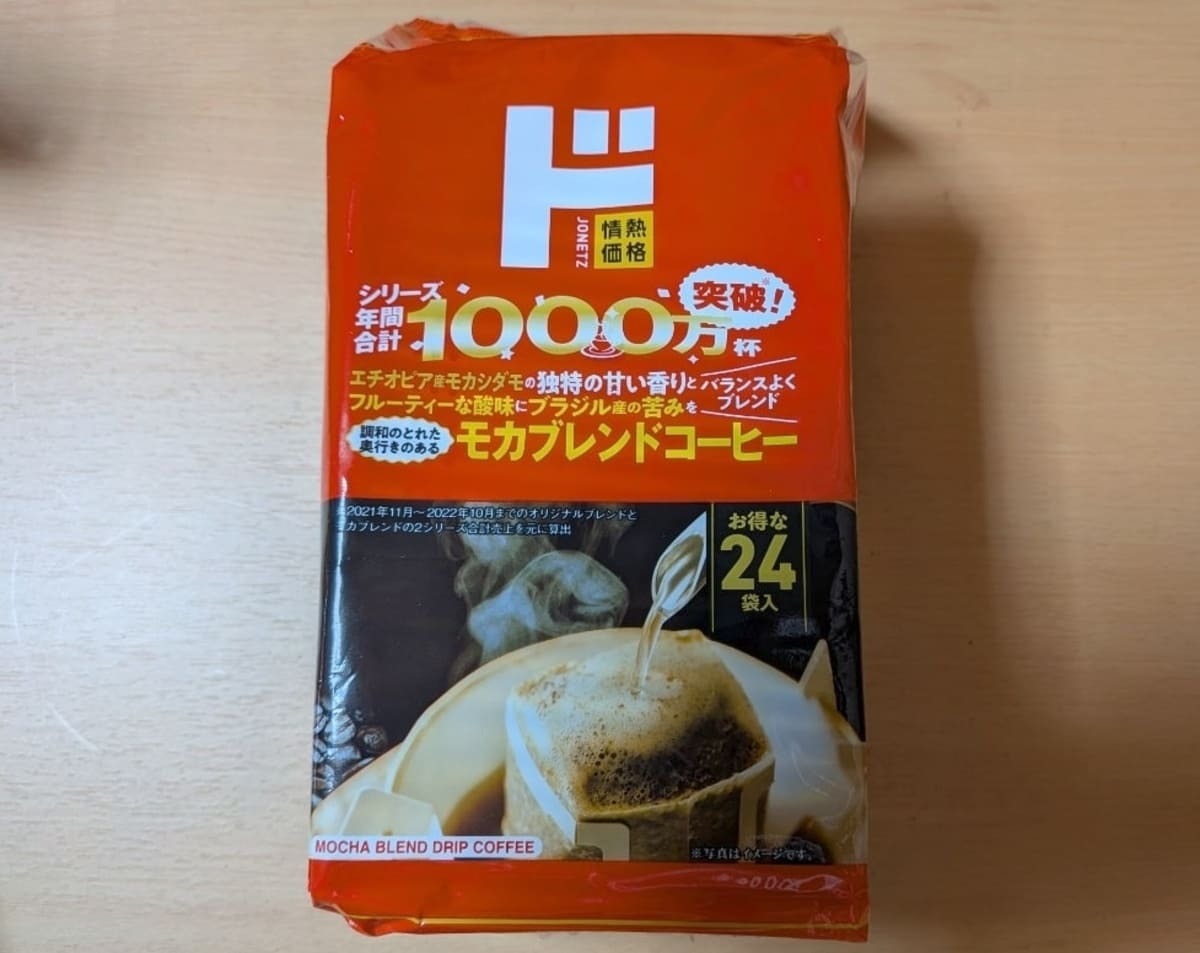 ド
JONETZ
情熱
価格
シリーズ
年間
合計
1000万杯
突破!※
エチオピア産モカシダモの独特の甘い香りと
フルーティーな酸味にブラジル産の苦みを
バランスよく
ブレンド
調和のとれた
奥行きのある
モカブレンドコーヒー
※2021年11月〜2022年10月までのオリジナルブレンドと
モカブレンドの2シリーズ合計売上を元に算出
お得な
24
袋入
MOCHA BLEND DRIP COFFEE
※写真はイメージです。